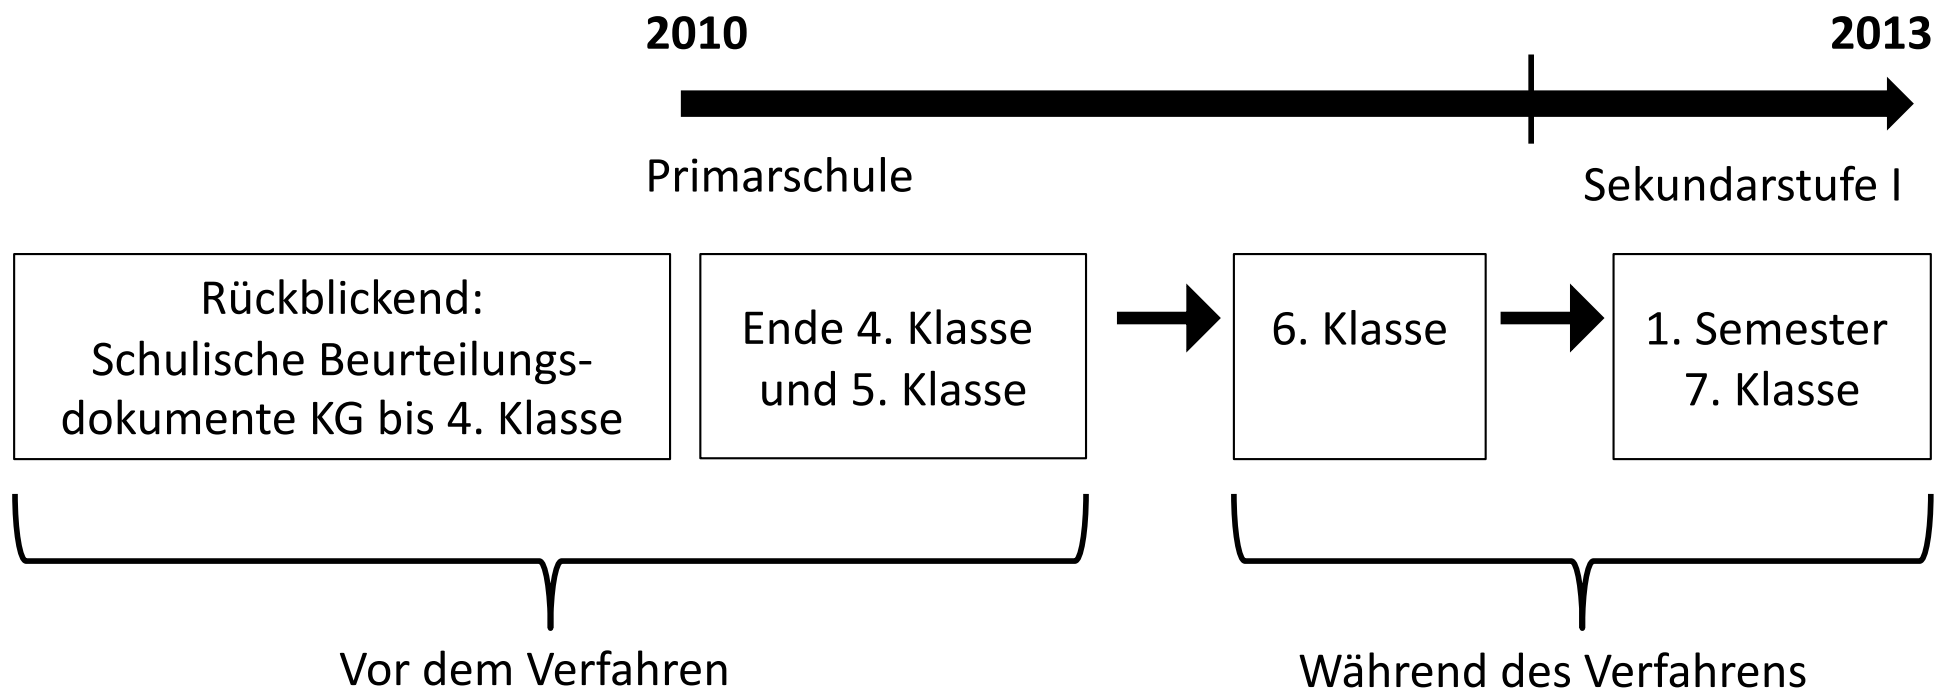 2010
2013
Primarschule
Sekundarstufe I
Rückblickend:
Schulische Beurteilungs-
dokumente KG bis 4. Klasse
Ende 4. Klasse
und 5. Klasse
6. Klasse
1. Semester
7. Klasse
Vor dem Verfahren
Während des Verfahrens